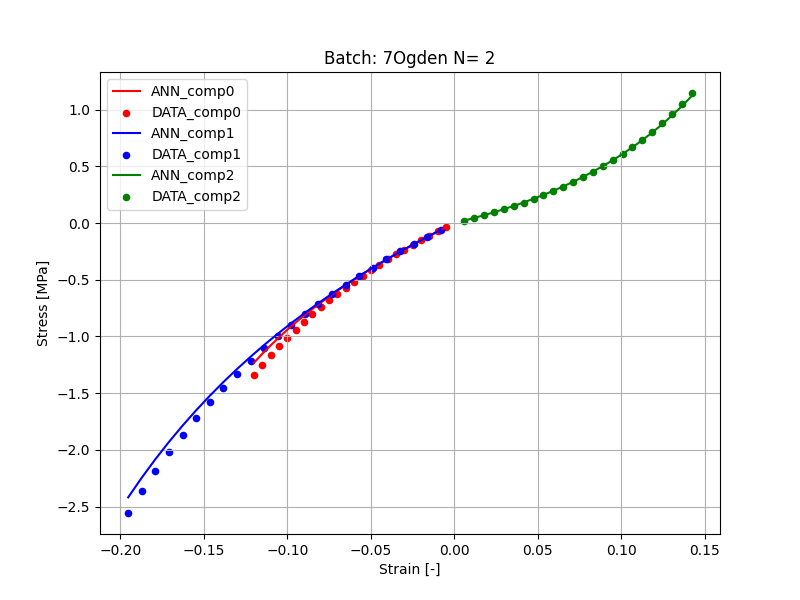 Batch: 7Ogden N= 2
ANN_comp0
DATA_comp0
ANN_comp1
DATA_comp1
ANN_comp2
DATA_comp2
1.0
0.5
0.0
−0.5
−1.0
−1.5
−2.0
−2.5
Stress [MPa]
−0.20 −0.15 −0.10 −0.05 0.00 0.05 0.10 0.15
Strain [-]